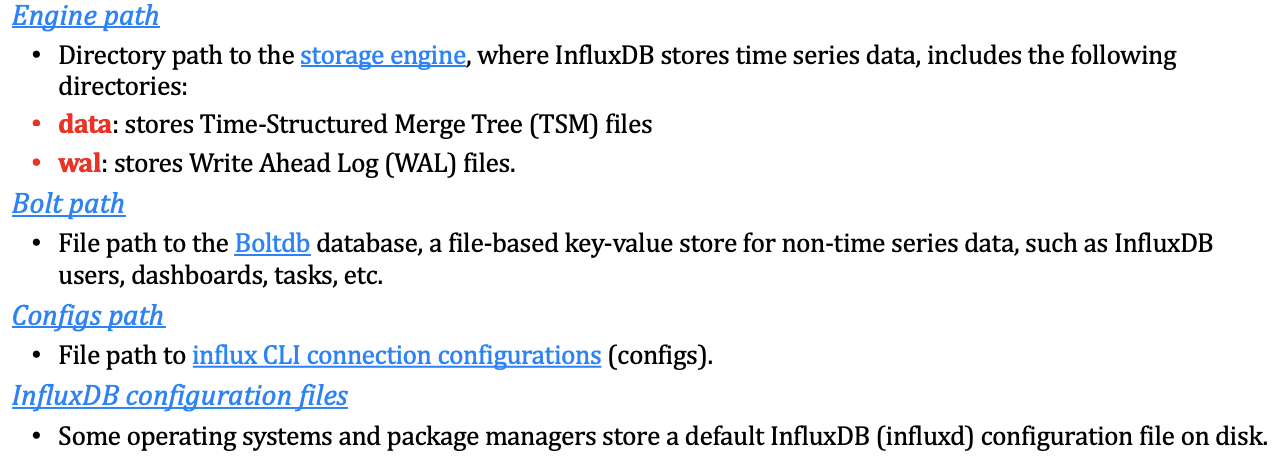 Engine path
• Directory path to the storage engine, where InfluxDB stores time series data, includes the following
directories:
• data: stores Time-Structured Merge Tree (TSM) files
• wal: stores Write Ahead Log (WAL) files.
Bolt path
• File path to the Boltdb database, a file-based key-value store for non-time series data, such as InfluxDB
users, dashboards, tasks, etc.
Configs path
• File path to influx CLI connection configurations (configs).
InfluxDB configuration files
• Some operating systems and package managers store a default InfluxDB (influxd) configuration file on disk.